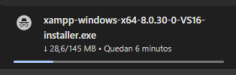 xampp-windows-x64-8.0.30-0-VS16-
installer.exe
↓ 28,6/145 MB • Quedan 6 minutos